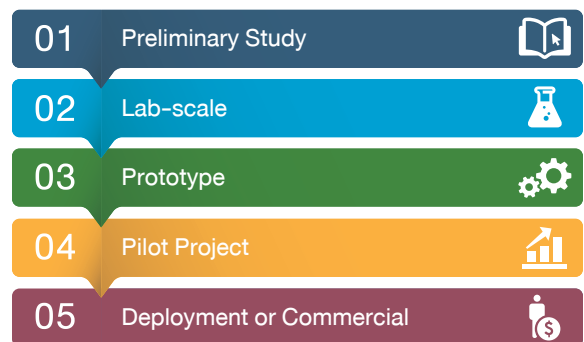 01 Preliminary Study
02 Lab-scale
03 Prototype
04 Pilot Project
05 Deployment or Commercial
$